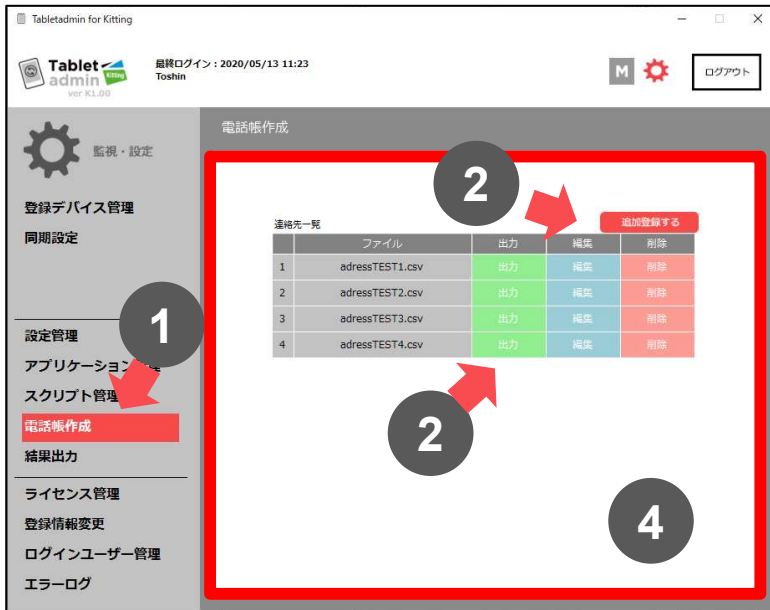 Tabletadmin for Kitting
Tablet
admin Kitting
ver K1.00
最終ログイン : 2020/05/13 11:23
Toshin
M
ログアウト
監視・設定
登録デバイス管理
同期設定
設定管理
アプリケーション管理
スクリプト管理
電話帳作成
結果出力
ライセンス管理
登録情報変更
ログインユーザー管理
エラーログ
1
電話帳作成
2
連絡先一覧
追加登録する
ファイル 出力 編集 削除
1 adressTEST1.csv 出力 編集 削除
2 adressTEST2.csv 出力 編集 削除
3 adressTEST3.csv 出力 編集 削除
4 adressTEST4.csv 出力 編集 削除
2
4